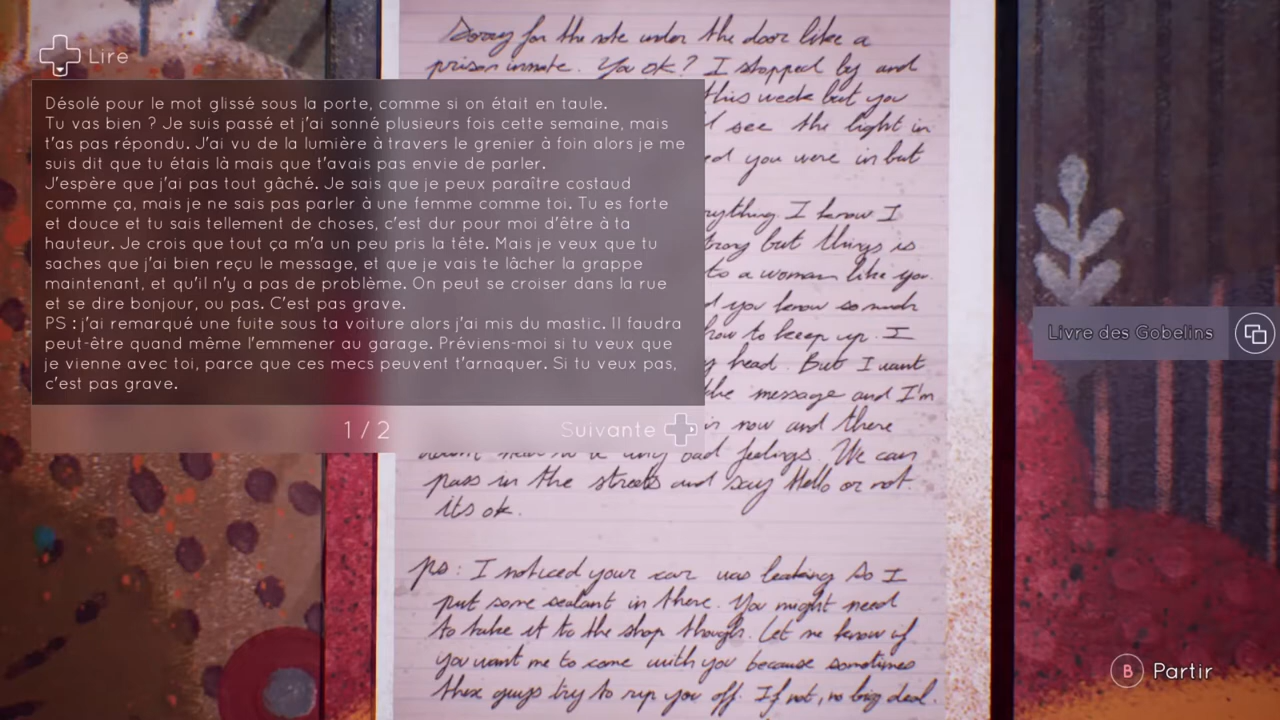 Lire
Désolé pour le mot glissé sous la porte, comme si on était en taule.
Tu vas bien ? Je suis passé et j'ai sonné plusieurs fois cette semaine, mais
t'as pas répondu. J'ai vu de la lumière à travers le grenier à foin alors je me
suis dit que tu étais là mais que t'avais pas envie de parler.
J'espère que j'ai pas tout gâché. Je sais que je peux paraître costaud
comme ça, mais je ne sais pas parler à une femme comme toi. Tu es forte
et douce et tu sais tellement de choses, c'est dur pour moi d'être à ta
hauteur. Je crois que tout ça m'a un peu pris la tête. Mais je veux que tu
saches que j'ai bien reçu le message, et que je vais te lâcher la grappe
maintenant, et qu'il n'y a pas de problème. On peut se croiser dans la rue
et se dire bonjour, ou pas. C'est pas grave.
PS : j'ai remarqué une fuite sous ta voiture alors j'ai mis du mastic. Il faudra
peut-être quand même l'emmener au garage. Préviens-moi si tu veux que
je vienne avec toi, parce que ces mecs peuvent t'arnaquer. Si tu veux pas,
c'est pas grave.
1 / 2
Suivante
Sorry for the note under the door like a
prison inmate. You ok? I stopped by and
this week but you
see the light in
you were in but
I know I
strong but things is
to a woman like you.
you know so much
how to keep up. I
head. But I want
the message and I'm
now and there
bad feelings. We can
pass in the streets and say Hello or not.
its ok.
ps: I noticed your car was leaking so I
put some sealant in there. You might need
to take it to the shop though. Let me know if
you want me to come with you because sometimes
these guys try to rip you off. If not, no big deal.
Livre des Gobelins
B Partir